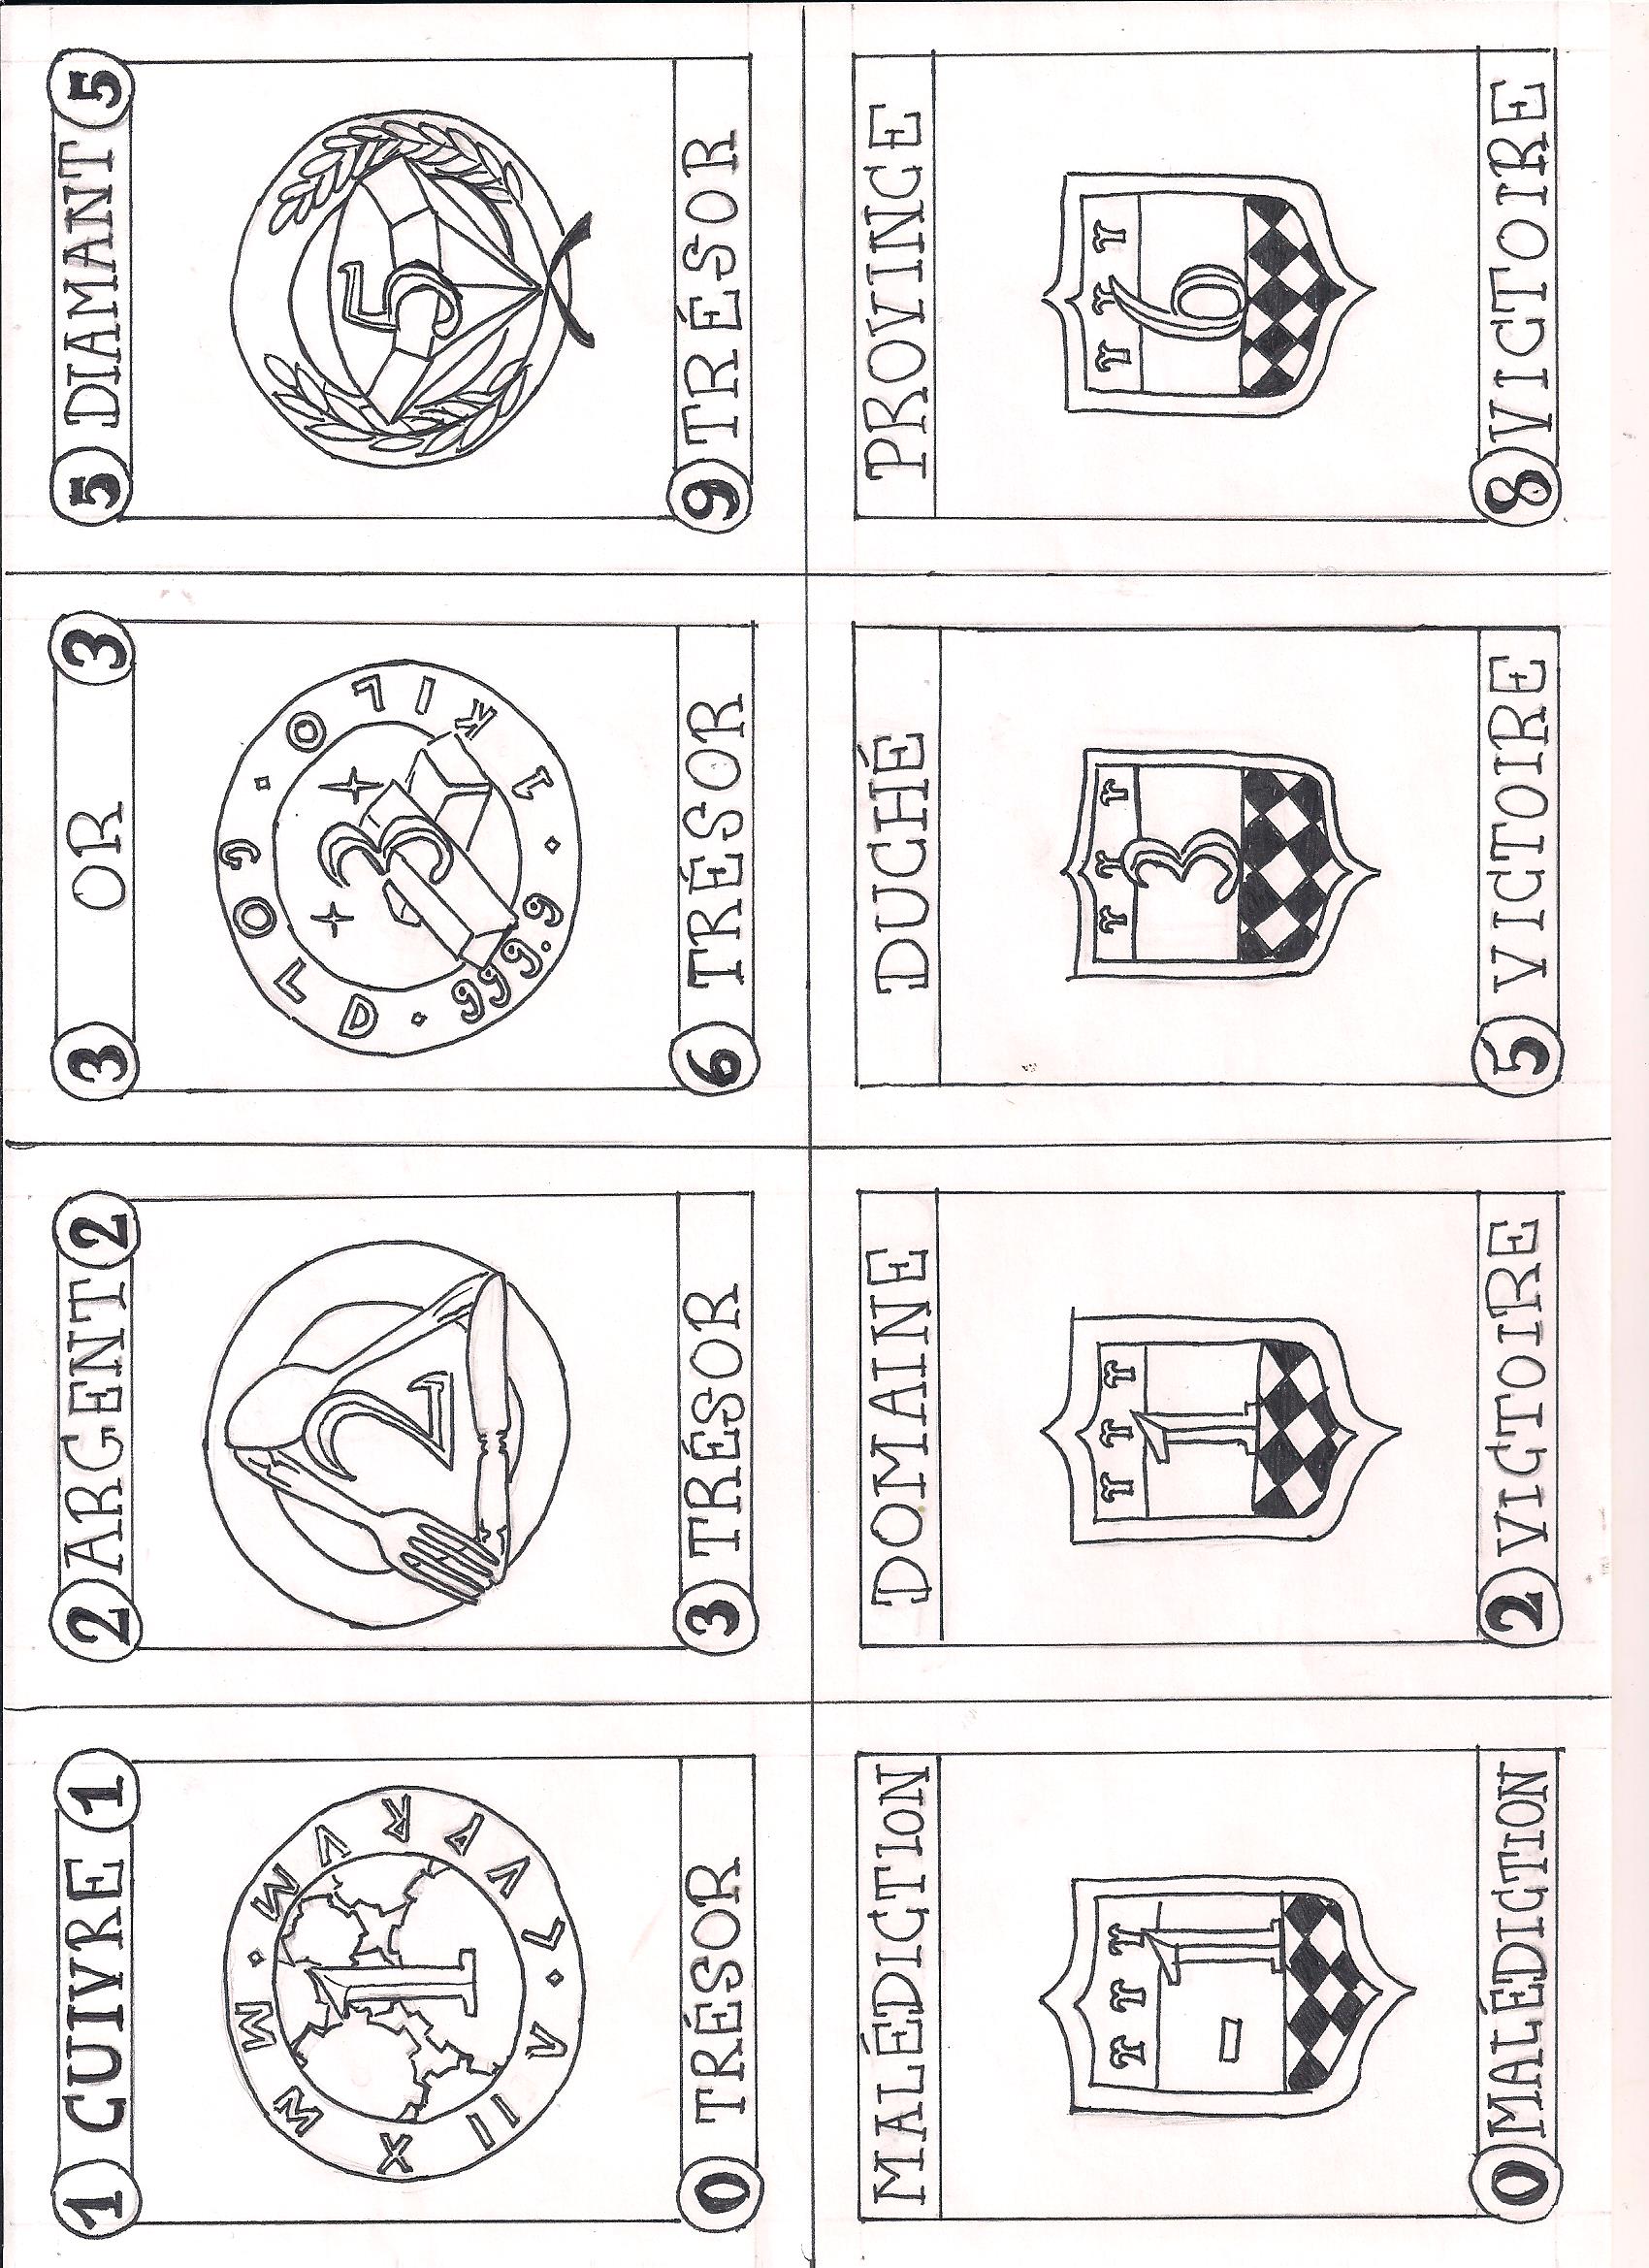 1 CUIVRE 1
1
0 TRÉSOR
2 ARGENT 2
2
3 TRÉSOR
3 OR 3
GOLD · 999.9 · 1 KILO ·
3
6 TRÉSOR
5 DIAMANT 5
5
9 TRÉSOR
MALÉDICTION
-1
0 MALÉDICTION
DOMAINE
1
2 VICTOIRE
DUCHÉ
3
5 VICTOIRE
PROVINCE
6
8 VICTOIRE